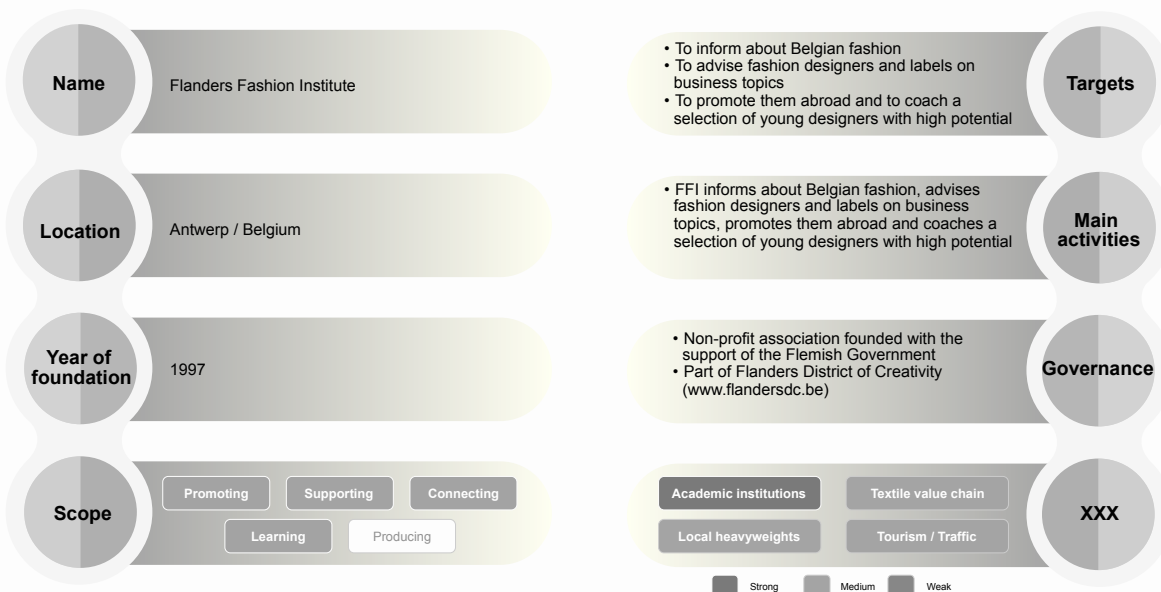 Name
Flanders Fashion Institute
Location
Antwerp / Belgium
Year of
foundation
1997
Scope
Promoting
Supporting
Connecting
Learning
Producing
• To inform about Belgian fashion
• To advise fashion designers and labels on
business topics
• To promote them abroad and to coach a
selection of young designers with high potential
Targets
• FFI informs about Belgian fashion, advises
fashion designers and labels on business
topics, promotes them abroad and coaches a
selection of young designers with high potential
Main
activities
• Non-profit association founded with the
support of the Flemish Government
• Part of Flanders District of Creativity
(www.flandersdc.be)
Governance
Academic institutions
Textile value chain
Local heavyweights
Tourism / Traffic
XXX
Strong
Medium
Weak